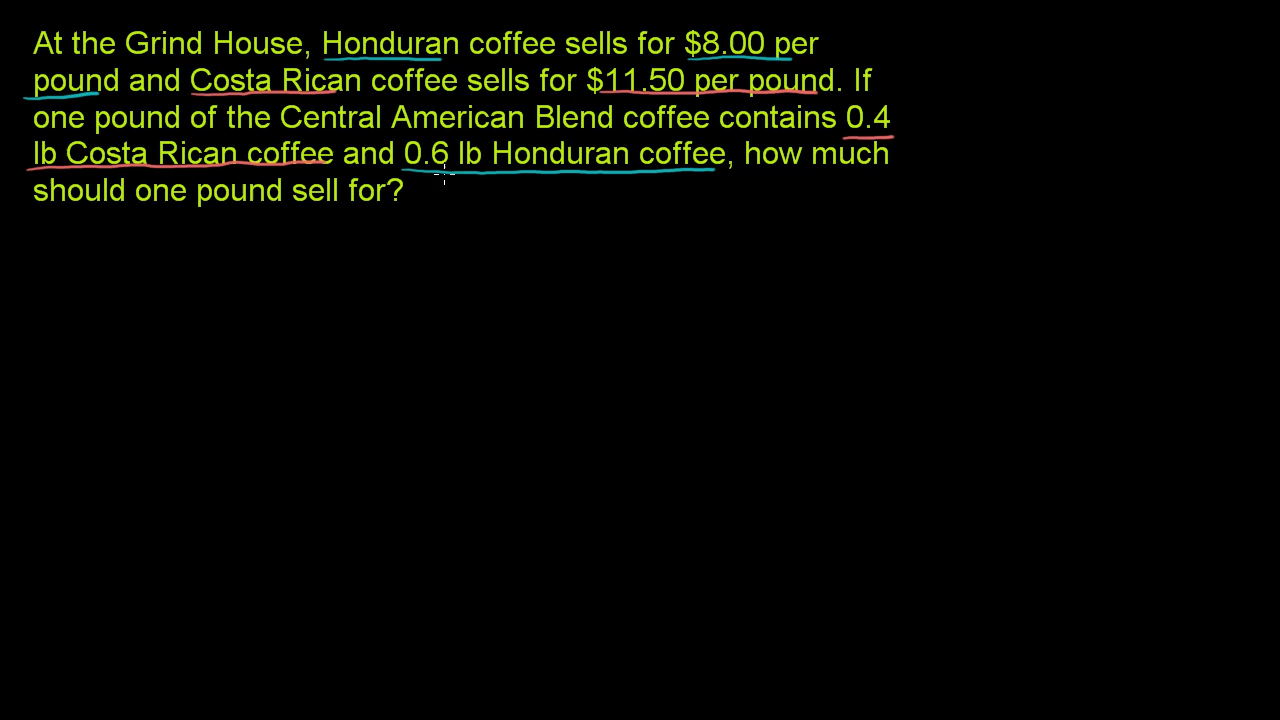 At the Grind House, Honduran coffee sells for $8.00 per
pound and Costa Rican coffee sells for $11.50 per pound. If
one pound of the Central American Blend coffee contains 0.4
lb Costa Rican coffee and 0.6 lb Honduran coffee, how much
should one pound sell for?